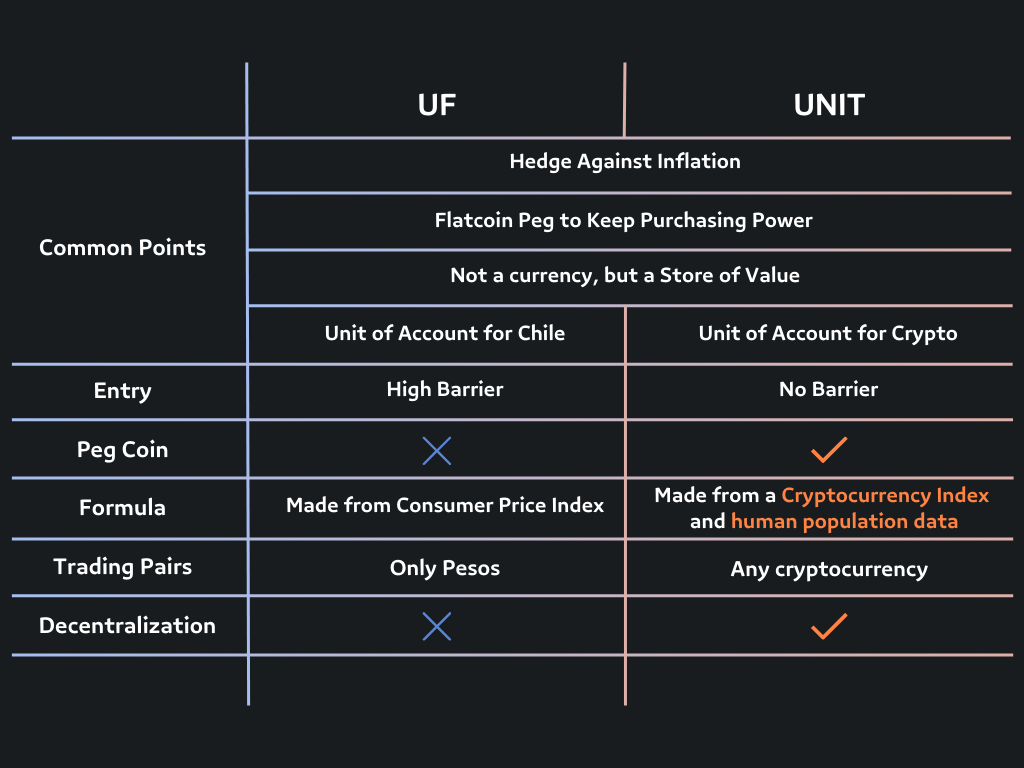 UF
UNIT
Common Points
Hedge Against Inflation
Flatcoin Peg to Keep Purchasing Power
Not a currency, but a Store of Value
Unit of Account for Chile
Unit of Account for Crypto
Entry
High Barrier
No Barrier
Peg Coin
Formula
Made from Consumer Price Index
Made from a Cryptocurrency Index
and human population data
Trading Pairs
Only Pesos
Any cryptocurrency
Decentralization